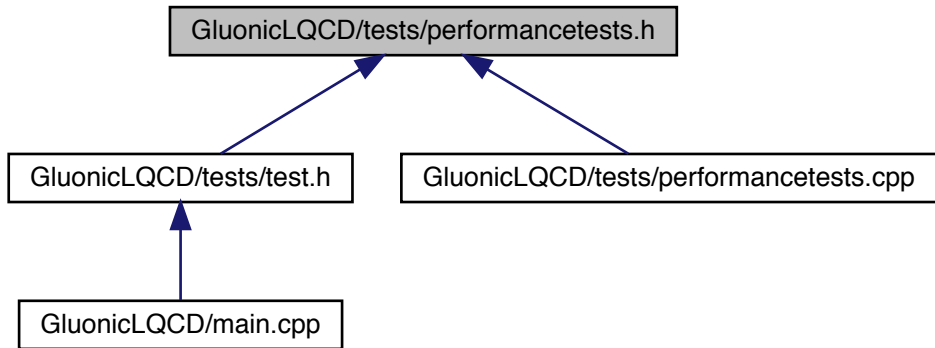 GluonicLQCD/tests/performancetests.h
GluonicLQCD/tests/test.h
GluonicLQCD/tests/performancetests.cpp
GluonicLQCD/main.cpp